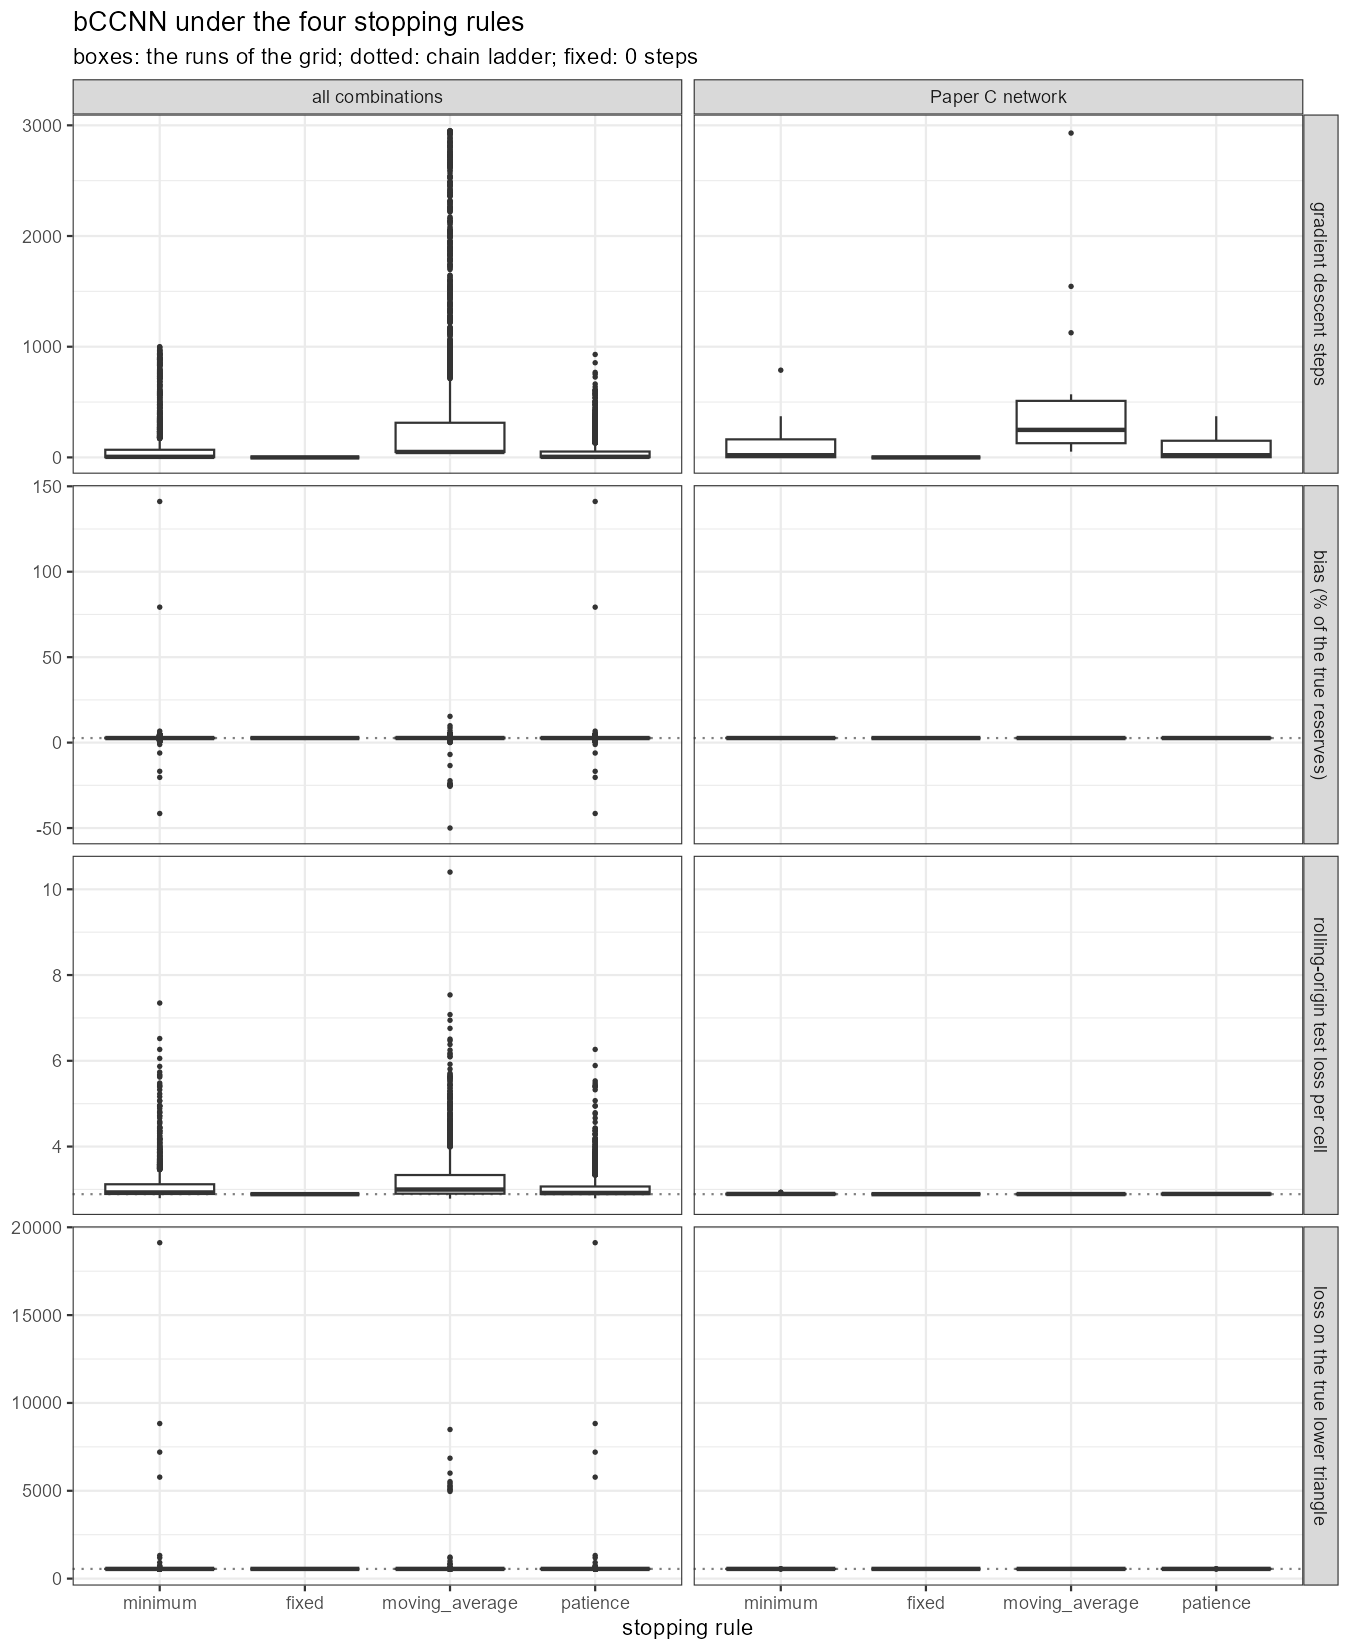 bCCNN under the four stopping rules
boxes: the runs of the grid; dotted: chain ladder; fixed: 0 steps
all combinations
Paper C network
3000
2000
1000
0
gradient descent steps
150
100
50
0
-50
bias (% of the true reserves)
10
8
6
4
rolling-origin test loss per cell
20000
15000
10000
5000
0
loss on the true lower triangle
minimum
fixed
moving_average
patience
minimum
fixed
moving_average
patience
stopping rule